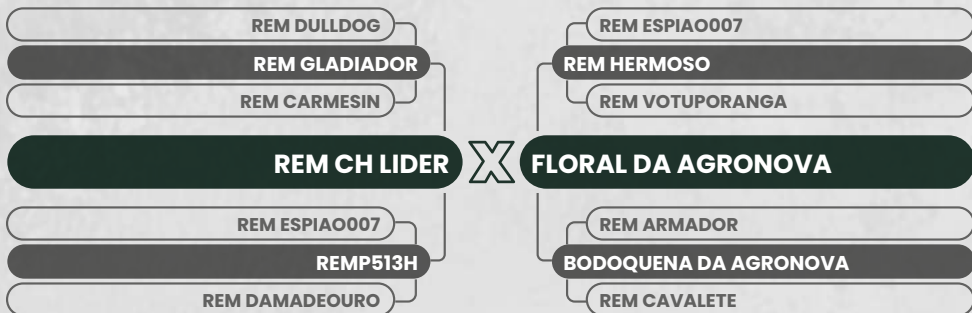 REM DULLDOG
REM GLADIADOR
REM CARMESIN
REM CH LIDER
REM ESPIAO007
REMP513H
REM DAMADEOURO
X
REM ESPIAO007
REM HERMOSO
REM VOTUPORANGA
FLORAL DA AGRONOVA
REM ARMADOR
BODOQUENA DA AGRONOVA
REM CAVALETE